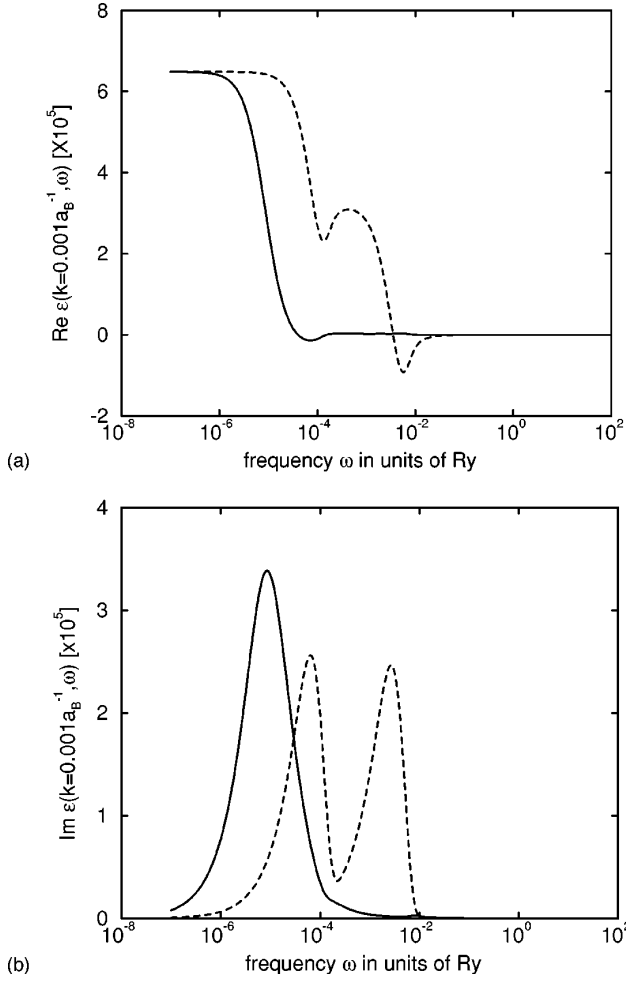 8
6
4
2
0
-2
Re ε(k=0.001a_B^-1,ω) [X10^5]
10^-8 10^-6 10^-4 10^-2 10^0 10^2
frequency ω in units of Ry
(a)
4
3
2
1
0
Im ε(k=0.001a_B^-1,ω) [x10^5]
10^-8 10^-6 10^-4 10^-2 10^0 10^2
frequency ω in units of Ry
(b)